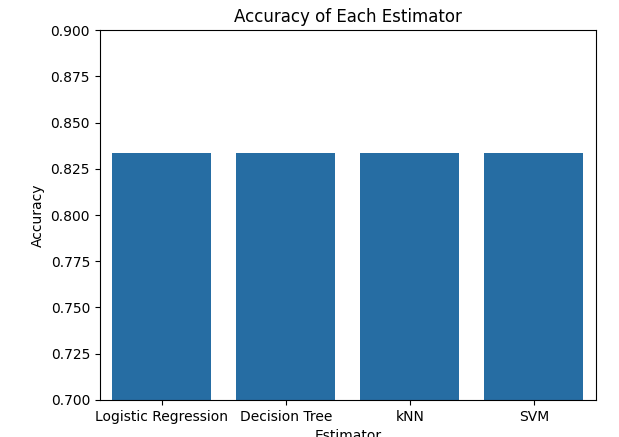 Accuracy of Each Estimator
0.900
0.875
0.850
0.825
0.800
0.775
0.750
0.725
0.700
Accuracy
Logistic Regression Decision Tree kNN SVM
Estimator